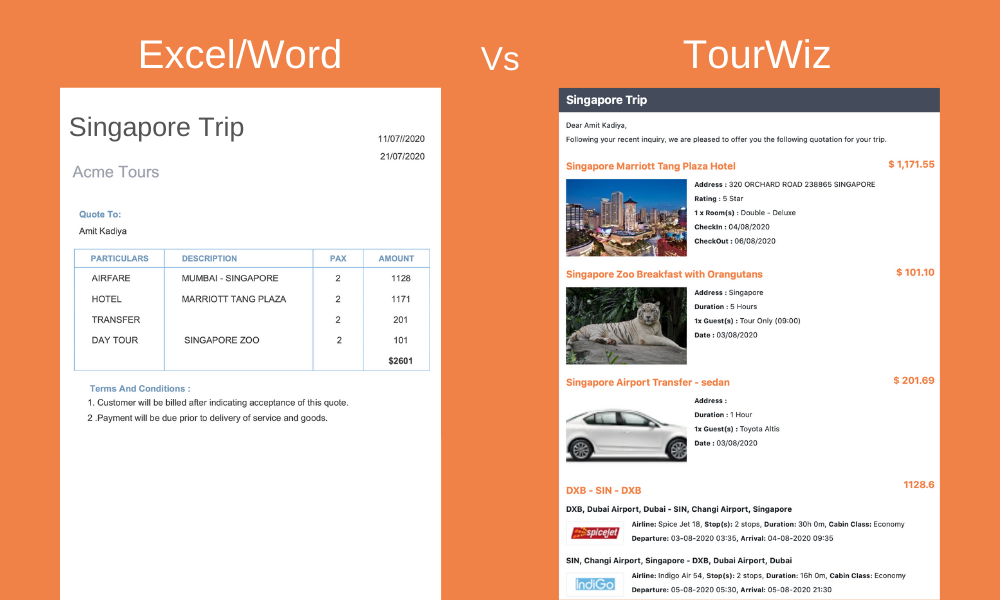 Excel/Word
Vs
TourWiz
Singapore Trip
11/07//2020
21/07/2020
Acme Tours
Quote To:
Amit Kadiya
PARTICULARS DESCRIPTION PAX AMOUNT
AIRFARE MUMBAI - SINGAPORE 2 1128
HOTEL MARRIOTT TANG PLAZA 2 1171
TRANSFER 2 201
DAY TOUR SINGAPORE ZOO 2 101
$2601
Terms And Conditions :
1. Customer will be billed after indicating acceptance of this quote.
2 .Payment will be due prior to delivery of service and goods.
Singapore Trip
Dear Amit Kadiya,
Following your recent inquiry, we are pleased to offer you the following quotation for your trip.
Singapore Marriott Tang Plaza Hotel $ 1,171.55
Address : 320 ORCHARD ROAD 238865 SINGAPORE
Rating : 5 Star
1 x Room(s) : Double - Deluxe
CheckIn : 04/08/2020
CheckOut : 06/08/2020
Singapore Zoo Breakfast with Orangutans $ 101.10
Address : Singapore
Duration : 5 Hours
1x Guest(s) : Tour Only (09:00)
Date : 03/08/2020
Singapore Airport Transfer - sedan $ 201.69
Address :
Duration : 1 Hour
1x Guest(s) : Toyota Altis
Date : 03/08/2020
DXB - SIN - DXB 1128.6
DXB, Dubai Airport, Dubai - SIN, Changi Airport, Singapore
spicejet
Airline: Spice Jet 18, Stop(s): 2 stops, Duration: 30h 0m, Cabin Class: Economy
Departure: 03-08-2020 03:35, Arrival: 04-08-2020 09:35
SIN, Changi Airport, Singapore - DXB, Dubai Airport, Dubai
IndiGo
Airline: Indigo Air 54, Stop(s): 2 stops, Duration: 16h 0m, Cabin Class: Economy
Departure: 05-08-2020 05:30, Arrival: 05-08-2020 21:30